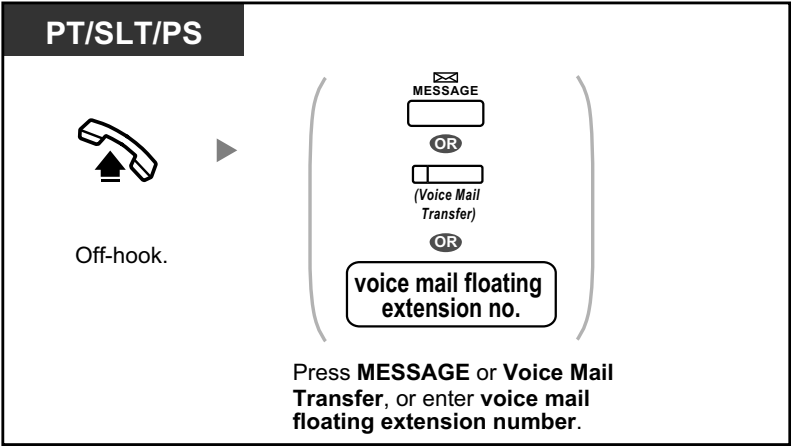 PT/SLT/PS
MESSAGE
OR
(Voice Mail
Transfer)
OR
voice mail floating
extension no.
Off-hook.
Press MESSAGE or Voice Mail
Transfer, or enter voice mail
floating extension number.